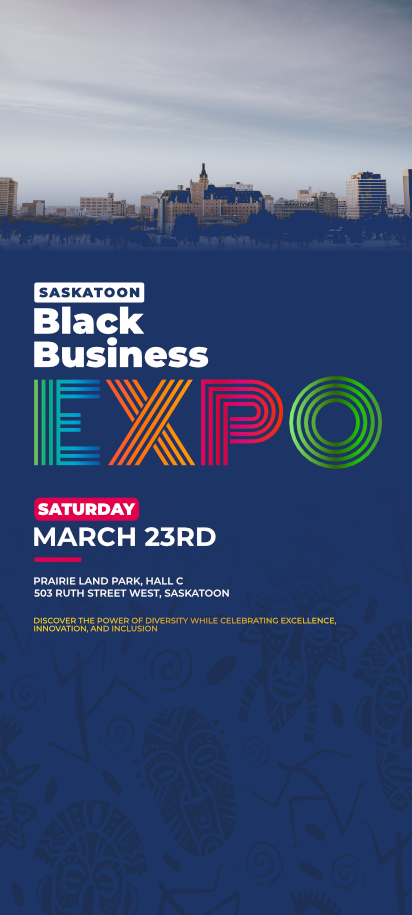 SASKATOON
Black
Business
EXPO
SATURDAY
MARCH 23RD
PRAIRIE LAND PARK, HALL C
503 RUTH STREET WEST, SASKATOON
DISCOVER THE POWER OF DIVERSITY WHILE CELEBRATING EXCELLENCE,
INNOVATION, AND INCLUSION